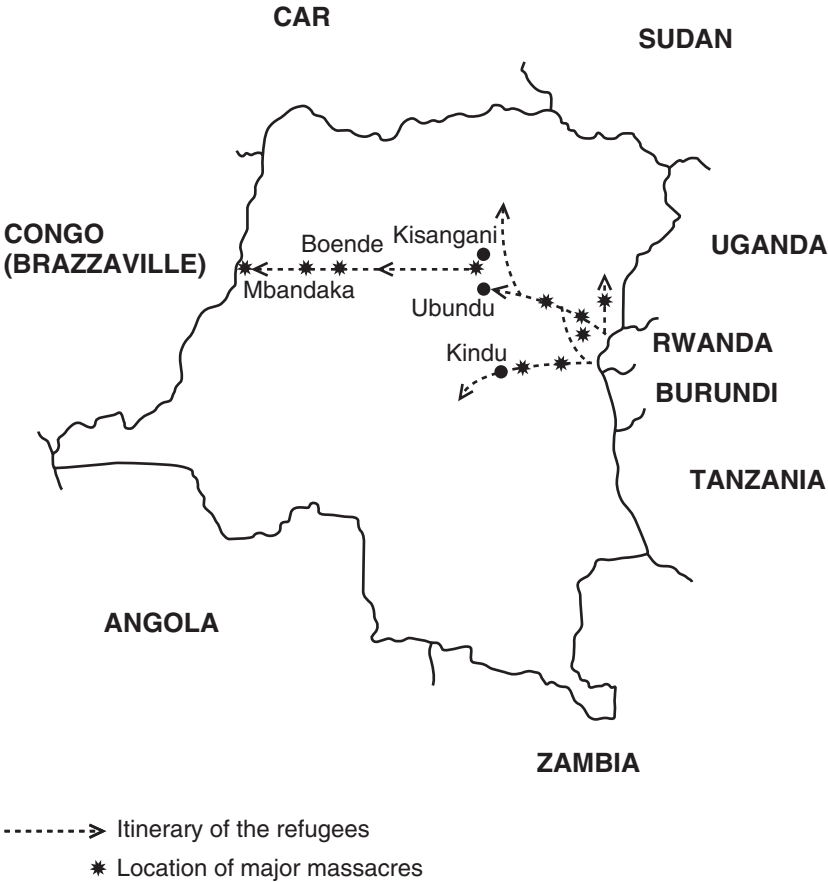 CAR
SUDAN
CONGO
(BRAZZAVILLE)
Boende
Kisangani
UGANDA
Mbandaka
Ubundu
Kindu
RWANDA
BURUNDI
TANZANIA
ANGOLA
ZAMBIA
Itinerary of the refugees
Location of major massacres